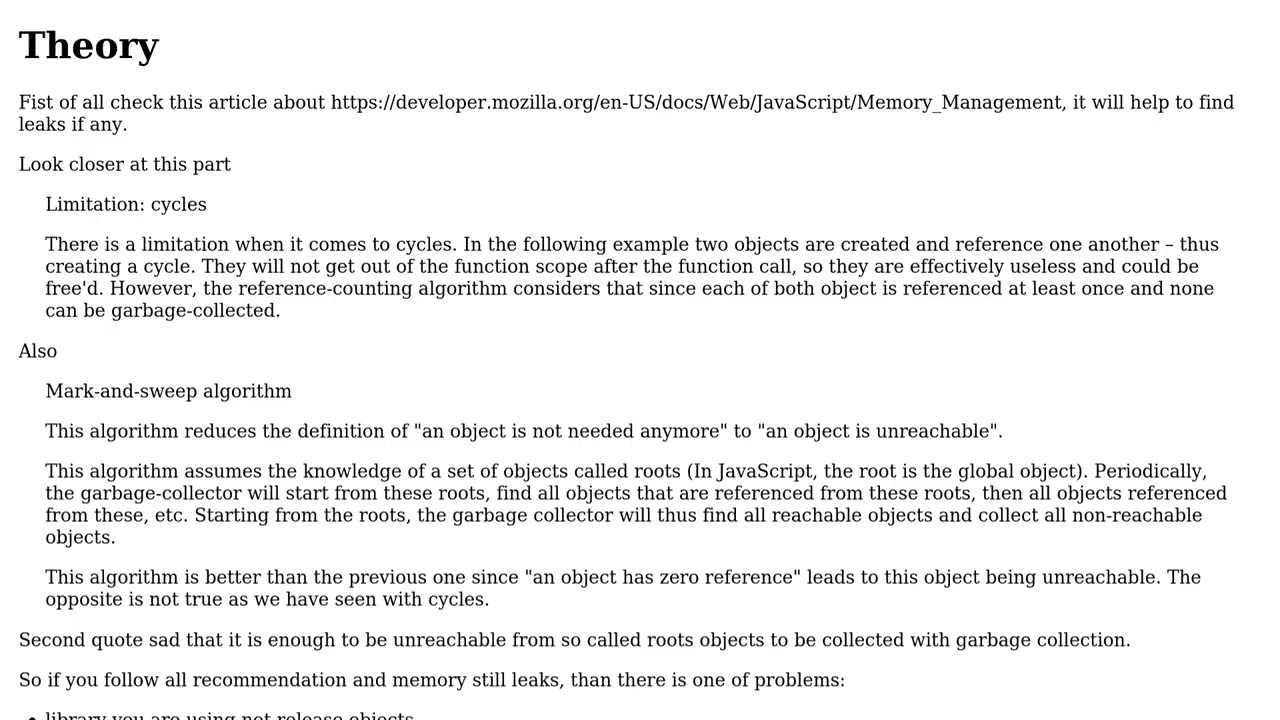 Theory
Fist of all check this article about https://developer.mozilla.org/en-US/docs/Web/JavaScript/Memory_Management, it will help to find
leaks if any.
Look closer at this part
Limitation: cycles
There is a limitation when it comes to cycles. In the following example two objects are created and reference one another – thus
creating a cycle. They will not get out of the function scope after the function call, so they are effectively useless and could be
free'd. However, the reference-counting algorithm considers that since each of both object is referenced at least once and none
can be garbage-collected.
Also
Mark-and-sweep algorithm
This algorithm reduces the definition of "an object is not needed anymore" to "an object is unreachable".
This algorithm assumes the knowledge of a set of objects called roots (In JavaScript, the root is the global object). Periodically,
the garbage-collector will start from these roots, find all objects that are referenced from these roots, then all objects referenced
from these, etc. Starting from the roots, the garbage collector will thus find all reachable objects and collect all non-reachable
objects.
This algorithm is better than the previous one since "an object has zero reference" leads to this object being unreachable. The
opposite is not true as we have seen with cycles.
Second quote sad that it is enough to be unreachable from so called roots objects to be collected with garbage collection.
So if you follow all recommendation and memory still leaks, than there is one of problems:
• library you are using not release objects